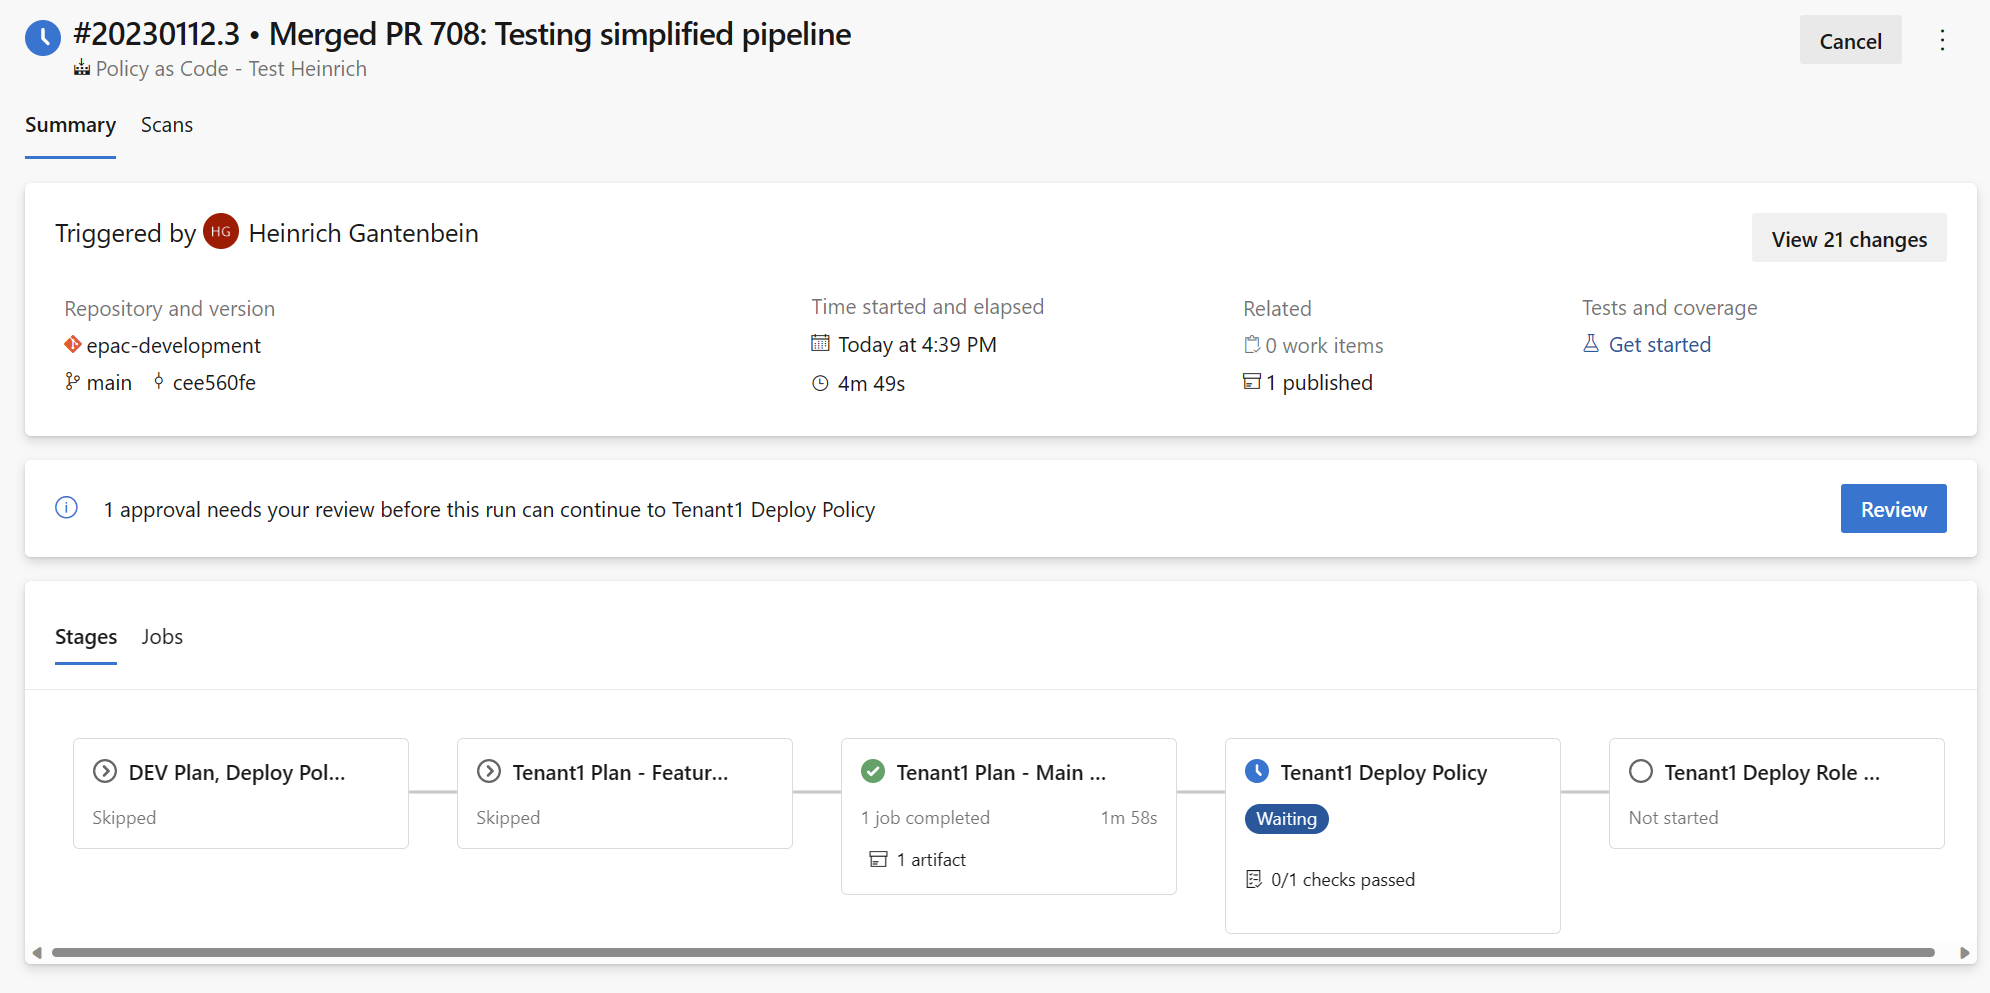 #20230112.3 • Merged PR 708: Testing simplified pipeline
Cancel
Policy as Code - Test Heinrich
Summary
Scans
Triggered by HG Heinrich Gantenbein
View 21 changes
Repository and version
Time started and elapsed
Related
Tests and coverage
epac-development
Today at 4:39 PM
0 work items
Get started
main cee560fe
4m 49s
1 published
1 approval needs your review before this run can continue to Tenant1 Deploy Policy
Review
Stages
Jobs
DEV Plan, Deploy Pol...
Skipped
Tenant1 Plan - Featur...
Skipped
Tenant1 Plan - Main ...
1 job completed 1m 58s
1 artifact
Tenant1 Deploy Policy
Waiting
0/1 checks passed
Tenant1 Deploy Role ...
Not started